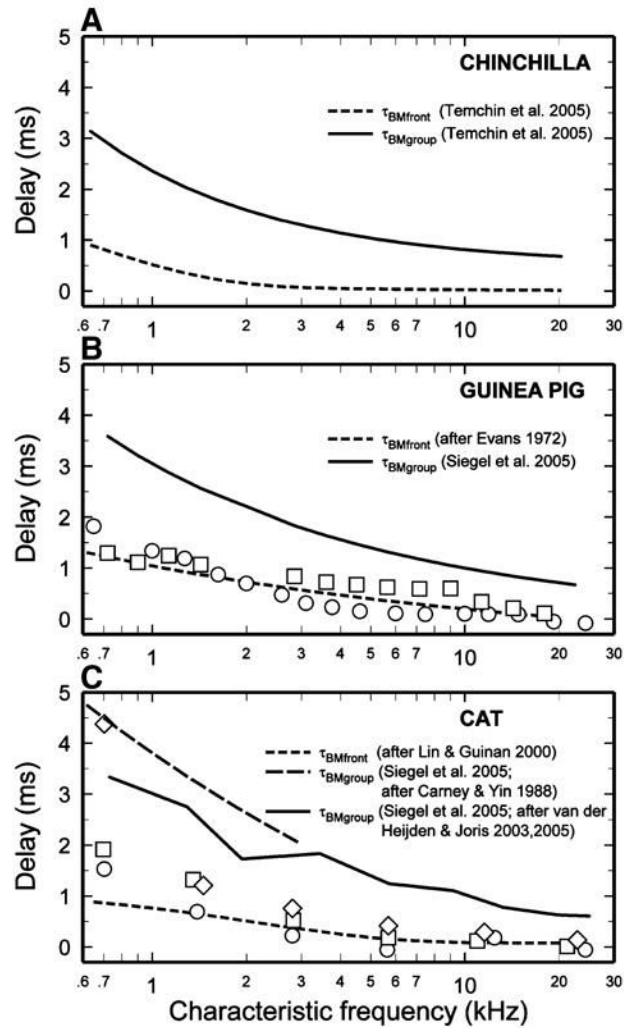 A
CHINCHILLA
τBMfront (Temchin et al. 2005)
τBMgroup (Temchin et al. 2005)
Delay (ms)
5
4
3
2
1
0
.6 .7 1 2 3 4 5 6 7 10 20 30
B
GUINEA PIG
τBMfront (after Evans 1972)
τBMgroup (Siegel et al. 2005)
Delay (ms)
5
4
3
2
1
0
.6 .7 1 2 3 4 5 6 7 10 20 30
C
CAT
τBMfront (after Lin & Guinan 2000)
τBMgroup (Siegel et al. 2005;
after Carney & Yin 1988)
τBMgroup (Siegel et al. 2005; after van der
Heijden & Joris 2003,2005)
Delay (ms)
5
4
3
2
1
0
.6 .7 1 2 3 4 5 6 7 10 20 30
Characteristic frequency (kHz)